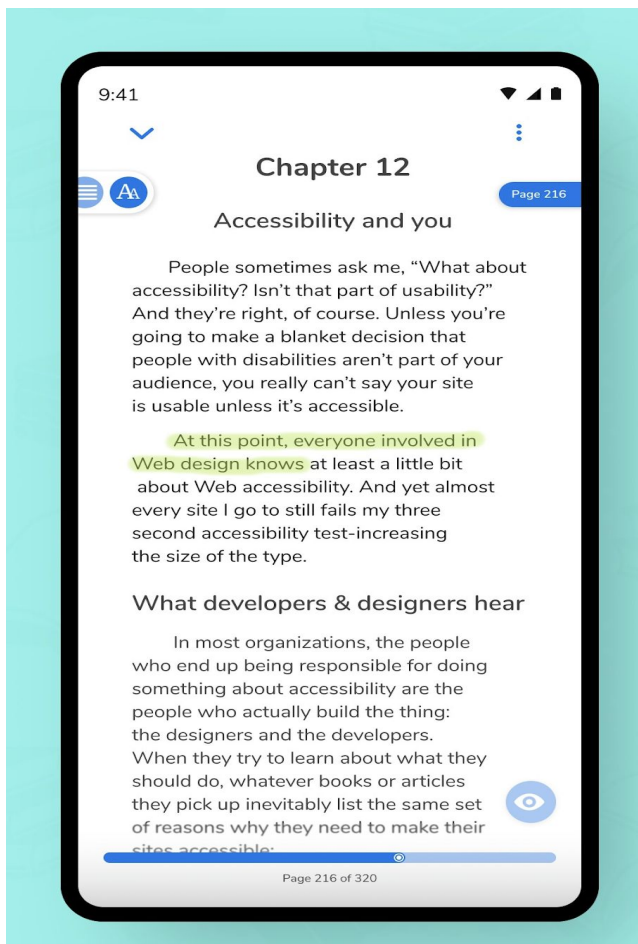 9:41
Chapter 12
AA
Page 216
Accessibility and you
People sometimes ask me, “What about
accessibility? Isn’t that part of usability?”
And they’re right, of course. Unless you’re
going to make a blanket decision that
people with disabilities aren’t part of your
audience, you really can’t say your site
is usable unless it’s accessible.
At this point, everyone involved in
Web design knows at least a little bit
about Web accessibility. And yet almost
every site I go to still fails my three
second accessibility test-increasing
the size of the type.
What developers & designers hear
In most organizations, the people
who end up being responsible for doing
something about accessibility are the
people who actually build the thing:
the designers and the developers.
When they try to learn about what they
should do, whatever books or articles
they pick up inevitably list the same set
of reasons why they need to make their
sites accessible:
Page 216 of 320